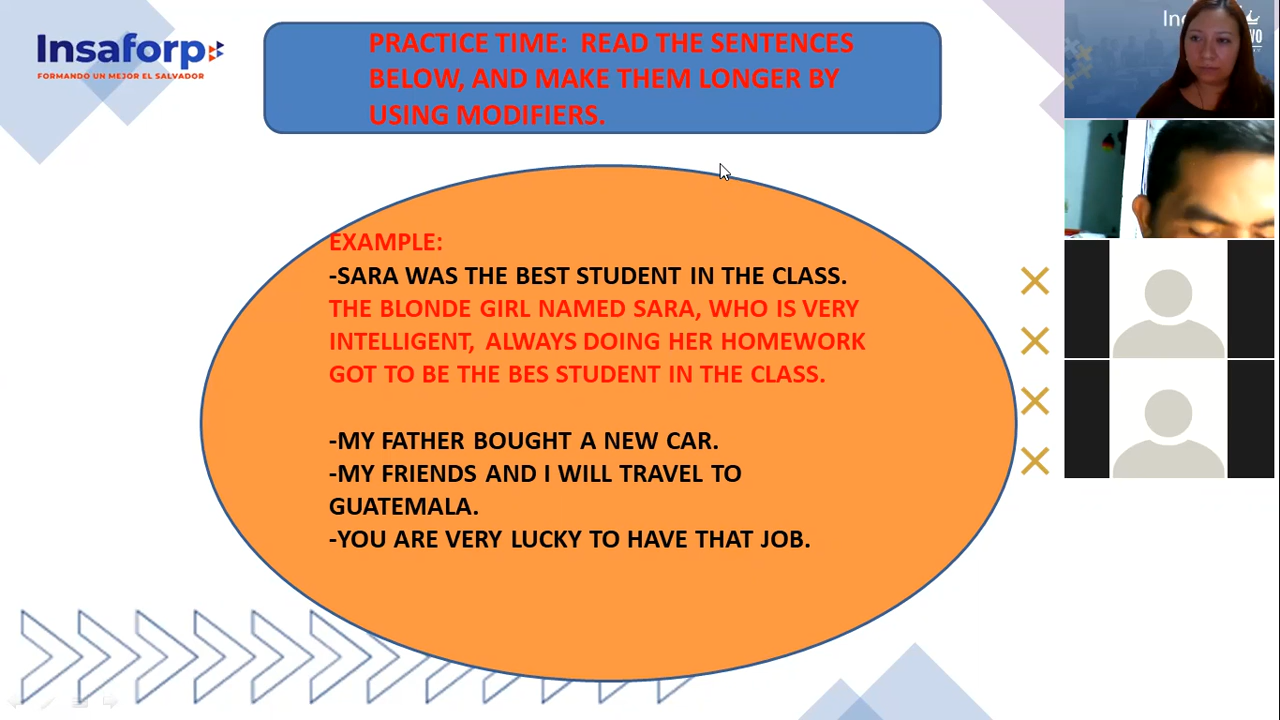 Insaforp
FORMANDO UN MEJOR EL SALVADOR
PRACTICE TIME: READ THE SENTENCES
BELOW, AND MAKE THEM LONGER BY
USING MODIFIERS.
EXAMPLE:
-SARA WAS THE BEST STUDENT IN THE CLASS.
THE BLONDE GIRL NAMED SARA, WHO IS VERY
INTELLIGENT, ALWAYS DOING HER HOMEWORK
GOT TO BE THE BES STUDENT IN THE CLASS.
-MY FATHER BOUGHT A NEW CAR.
-MY FRIENDS AND I WILL TRAVEL TO
GUATEMALA.
-YOU ARE VERY LUCKY TO HAVE THAT JOB.